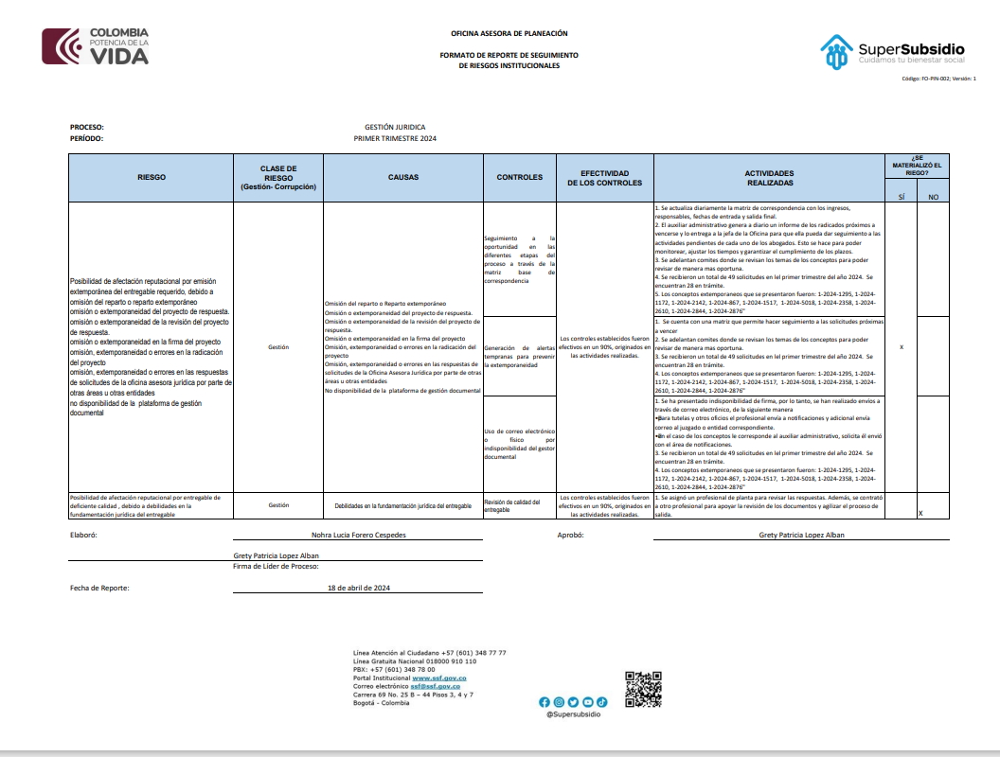 COLOMBIA
POTENCIA DE LA
VIDA
OFICINA ASESORA DE PLANEACIÓN
FORMATO DE REPORTE DE SEGUIMIENTO
DE RIESGOS INSTITUCIONALES
SuperSubsidio
Cuidamos tu bienestar social
Código: FO-PIN-002; Versión: 1
PROCESO: GESTIÓN JURIDICA
PERÍODO: PRIMER TRIMESTRE 2024
RIESGO
CLASE DE
RIESGO
(Gestión- Corrupción)
CAUSAS
CONTROLES
EFECTIVIDAD
DE LOS CONTROLES
ACTIVIDADES
REALIZADAS
¿SE
MATERIALIZÓ EL
RIEGO?
SÍ
NO
Posibilidad de afectación reputacional por emisión
extemporánea del entregable requerido, debido a
omisión del reparto o reparto extemporáneo
omisión o extemporaneidad del proyecto de respuesta.
omisión o extemporaneidad de la revisión del proyecto
de respuesta.
omisión o extemporaneidad en la firma del proyecto
omisión, extemporaneidad o errores en la radicación
del proyecto
omisión, extemporaneidad o errores en las respuestas
de solicitudes de la oficina asesora jurídica por parte de
otras áreas u otras entidades
no disponibilidad de la plataforma de gestión
documental
Gestión
Omisión del reparto o Reparto extemporáneo
Omisión o extemporaneidad del proyecto de respuesta.
Omisión o extemporaneidad de la revisión del proyecto de
respuesta.
Omisión o extemporaneidad en la firma del proyecto
Omisión, extemporaneidad o errores en la radicación del
proyecto
Omisión, extemporaneidad o errores en las respuestas de
solicitudes de la Oficina Asesora Jurídica por parte de otras
áreas u otras entidades
No disponibilidad de la plataforma de gestión documental
Seguimiento a la
oportunidad en las
diferentes etapas del
proceso a través de la
matriz base de
correspondencia
Generación de alertas
tempranas para prevenir
la extemporaneidad
Uso de correo electrónico
o físico por
indisponibilidad del gestor
documental
Los controles establecidos fueron
efectivos en un 90%, originados en
las actividades realizadas.
1. Se actualiza diariamente la matriz de correspondencia con los ingresos,
responsables, fechas de entrada y salida final.
2. El auxiliar administrativo genera a diario un informe de los radicados próximos a
vencerse y lo entrega a la jefa de la Oficina para que ella pueda dar seguimiento a las
actividades pendientes de cada uno de los abogados. Esto se hace para poder
monitorear, ajustar los tiempos y garantizar el cumplimiento de los plazos.
3. Se adelantan comites donde se revisan los temas de los conceptos para poder
revisar de manera mas oportuna.
4. Se recibieron un total de 49 solicitudes en lel primer trimestre del año 2024. Se
encuentran 28 en trámite.
5. Los conceptos extemporaneos que se presentaron fueron: 1-2024-1295, 1-2024-
1172, 1-2024-2142, 1-2024-867, 1-2024-1517, 1-2024-5018, 1-2024-2358, 1-2024-
2610, 1-2024-2844, 1-2024-2876"
1. Se cuenta con una matriz que permite hacer seguimiento a las solicitudes próximas
a vencer
2. Se adelantan comites donde se revisan los temas de los conceptos para poder
revisar de manera mas oportuna.
3. Se recibieron un total de 49 solicitudes en lel primer trimestre del año 2024. Se
encuentran 28 en trámite.
4. Los conceptos extemporaneos que se presentaron fueron: 1-2024-1295, 1-2024-
1172, 1-2024-2142, 1-2024-867, 1-2024-1517, 1-2024-5018, 1-2024-2358, 1-2024-
2610, 1-2024-2844, 1-2024-2876"
1. Se ha presentado indisponibilidad de firma, por lo tanto, se han realizado envíos a
través de correo electrónico, de la siguiente manera
•Para tutelas y otros oficios el profesional envía a notificaciones y adicional envía
correo al juzgado o entidad correspondiente.
•En el caso de los conceptos le corresponde al auxiliar administrativo, solicita él envió
con el área de notificaciones.
3. Se recibieron un total de 49 solicitudes en lel primer trimestre del año 2024. Se
encuentran 28 en trámite.
4. Los conceptos extemporaneos que se presentaron fueron: 1-2024-1295, 1-2024-
1172, 1-2024-2142, 1-2024-867, 1-2024-1517, 1-2024-5018, 1-2024-2358, 1-2024-
2610, 1-2024-2844, 1-2024-2876"
X
Posibilidad de afectación reputacional por entregable de
deficiente calidad , debido a debilidades en la
fundamentación jurídica del entregable
Gestión
Debilidades en la fundamentación jurídica del entregable
Revisión de calidad del
entregable
Los controles establecidos fueron
efectivos en un 90%, originados en
las actividades realizadas.
1. Se asignó un profesional de planta para revisar las respuestas. Además, se contrató
a otro profesional para apoyar la revisión de los documentos y agilizar el proceso de
salida.
X
Elaboró: Nohra Lucia Forero Cespedes
Aprobó: Grety Patricia Lopez Alban
Grety Patricia Lopez Alban
Firma de Líder de Proceso:
Fecha de Reporte: 18 de abril de 2024
Línea Atención al Ciudadano +57 (601) 348 77 77
Línea Gratuita Nacional 018000 910 110
PBX: +57 (601) 348 78 00
Portal Institucional www.ssf.gov.co
Correo electrónico ssf@ssf.gov.co
Carrera 69 No. 25 B – 44 Pisos 3, 4 y 7
Bogotá - Colombia
@Supersubsidio